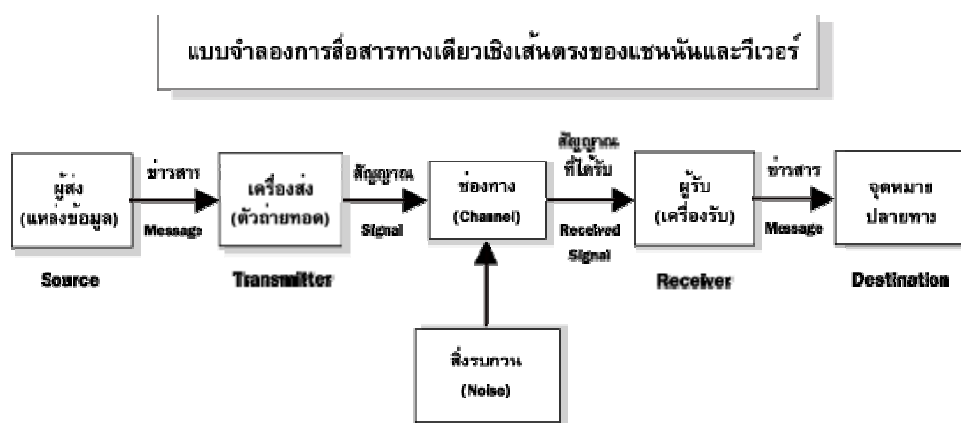 แบบจำลองการสื่อสารทางเดียวเชิงเส้นตรงของแชนนันและวีเวอร์
ผู้ส่ง
(แหล่งข้อมูล)
ข่าวสาร
Message
เครื่องส่ง
(ตัวถ่ายทอด)
สัญญาณ
Signal
ช่องทาง
(Channel)
สัญญาณ
ที่ได้รับ
Received
Signal
ผู้รับ
(เครื่องรับ)
ข่าวสาร
Message
จุดหมาย
ปลายทาง
Source
Transmitter
Receiver
Destination
สิ่งรบกวน
(Noise)